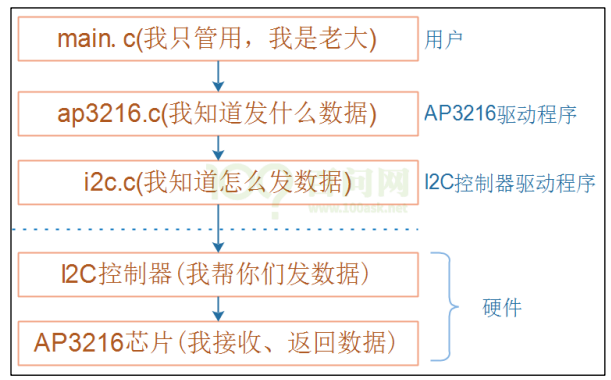 main. c(我只管用，我是老大)
用户
ap3216.c(我知道发什么数据)
AP3216驱动程序
i2c.c(我知道怎么发数据)
I2C控制器驱动程序
www.100ask.net
I2C控制器(我帮你们发数据)
AP3216芯片(我接收、返回数据)
硬件